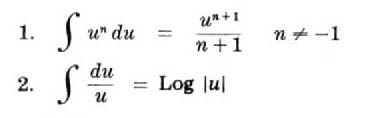 1. ∫ uⁿ du = uⁿ⁺¹/(n + 1) n ≠ −1
2. ∫ du/u = Log |u|